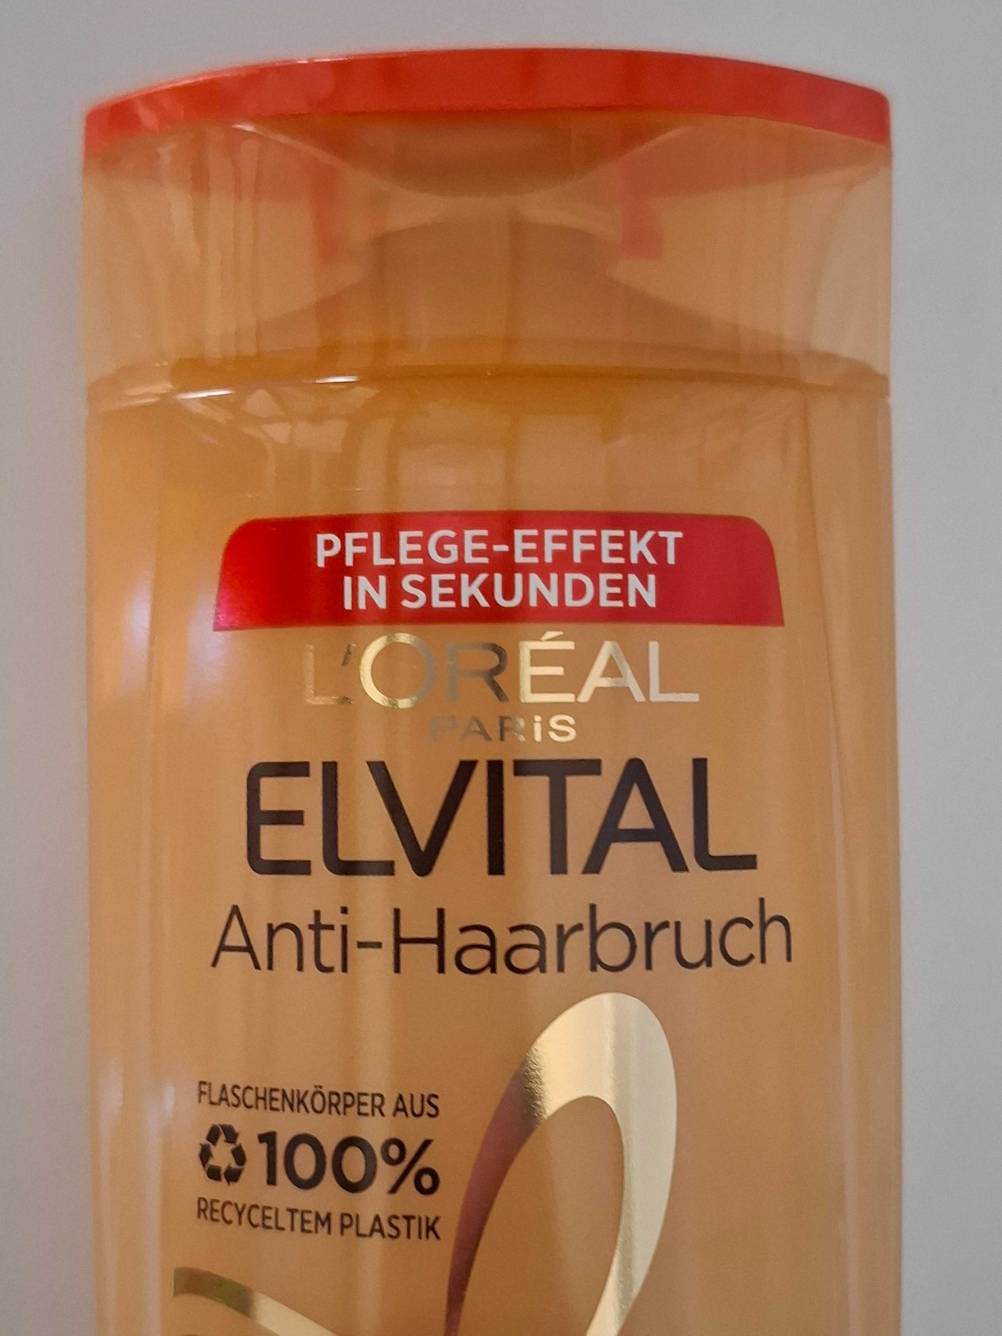 PFLEGE-EFFEKT
IN SEKUNDEN
L'ORÉAL
PARiS
ELVITAL
Anti-Haarbruch
FLASCHENKÖRPER AUS
100%
RECYCELTEM PLASTIK